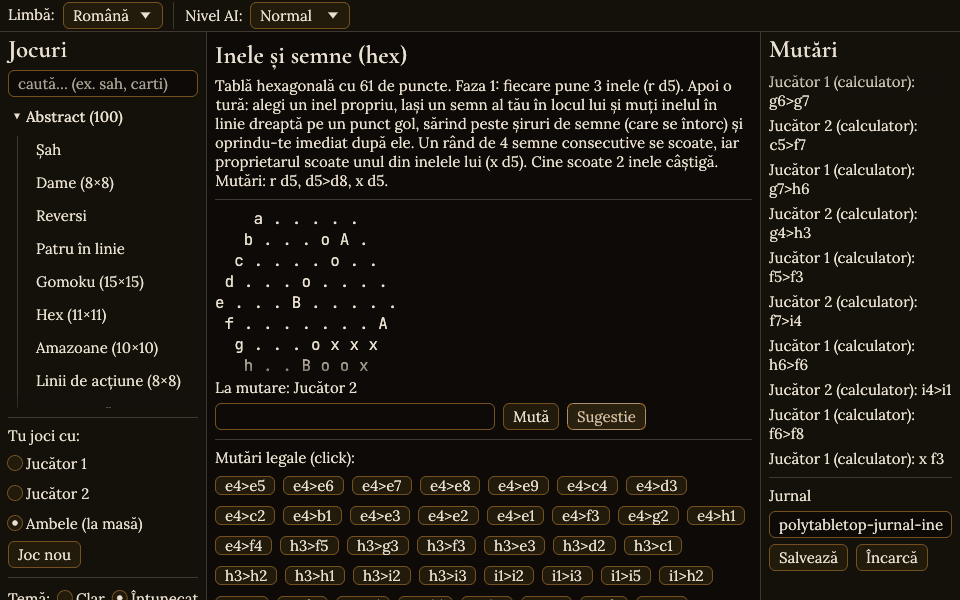 Limbă: Română ▼ Nivel AI: Normal ▼
Jocuri
caută... (ex. sah, carti)
▼ Abstract (100)
Șah
Dame (8×8)
Reversi
Patru în linie
Gomoku (15×15)
Hex (11×11)
Amazoane (10×10)
Linii de acțiune (8×8)
Tu joci cu:
Jucător 1
Jucător 2
Ambele (la masă)
Joc nou
Temă: Clar Întunecat
Inele și semne (hex)
Tablă hexagonală cu 61 de puncte. Faza 1: fiecare pune 3 inele (r d5). Apoi o
tură: alegi un inel propriu, lași un semn al tău în locul lui și muți inelul în
linie dreaptă pe un punct gol, sărind peste șiruri de semne (care se întorc) și
oprindu-te imediat după ele. Un rând de 4 semne consecutive se scoate, iar
proprietarul scoate unul din inelele lui (x d5). Cine scoate 2 inele câștigă.
Mutări: r d5, d5>d8, x d5.
a . . . . .
b . . . o A .
c . . . . o . .
d . . . o . . . .
e . . . B . . . . .
f . . . . . . . A
g . . . o x x x
h . . B o o x
La mutare: Jucător 2
Mută Sugestie
Mutări legale (click):
e4>e5 e4>e6 e4>e7 e4>e8 e4>e9 e4>c4 e4>d3
e4>c2 e4>b1 e4>e3 e4>e2 e4>e1 e4>f3 e4>g2 e4>h1
e4>f4 h3>f5 h3>g3 h3>f3 h3>e3 h3>d2 h3>c1
h3>h2 h3>h1 h3>i2 h3>i3 i1>i2 i1>i3 i1>i5 i1>h2
Mutări
Jucător 1 (calculator):
g6>g7
Jucător 2 (calculator):
c5>f7
Jucător 1 (calculator):
g7>h6
Jucător 2 (calculator):
g4>h3
Jucător 1 (calculator):
f5>f3
Jucător 2 (calculator):
f7>i4
Jucător 1 (calculator):
h6>f6
Jucător 2 (calculator): i4>i1
Jucător 1 (calculator):
f6>f8
Jucător 1 (calculator): x f3
Jurnal
polytabletop-jurnal-ine
Salvează Încarcă